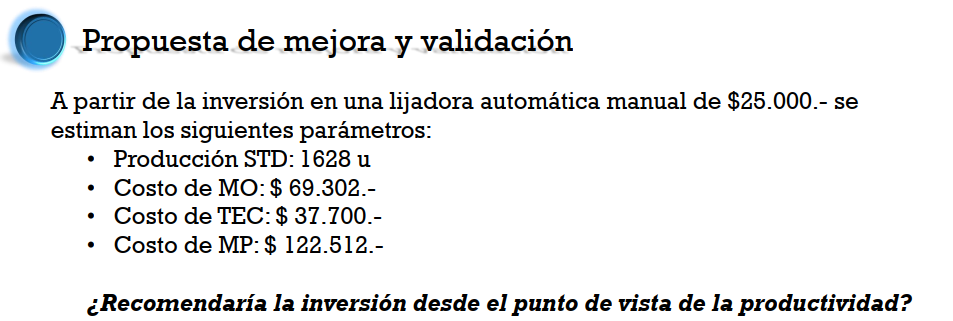 Propuesta de mejora y validación
A partir de la inversión en una lijadora automática manual de $25.000.- se
estiman los siguientes parámetros:
• Producción STD: 1628 u
• Costo de MO: $ 69.302.-
• Costo de TEC: $ 37.700.-
• Costo de MP: $ 122.512.-
¿Recomendaría la inversión desde el punto de vista de la productividad?